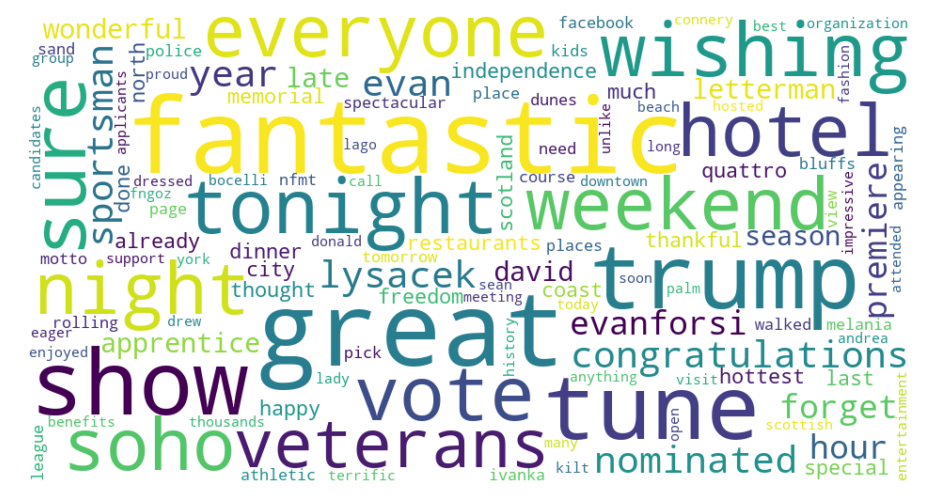 wonderful
everyone
facebook
wishing
connery
best
organization
sand
group
north
police
kids
year
late
evan
independence
proud
applicants
memorial
place
dunes
much
letterman
fashion
spectacular
beach
hosted
candidates
sure
sportsman
fantastic
unlike
hotel
lago
need
long
done
dressed
bocelli
nfmt
call
scotland
course
downtown
quattro
bluffs
impressive
appearing
fngoz
page
tonight
weekend
view
motto
already
support
york
dinner
donald
restaurants
places
thankful
season
premiere
attended
city
tomorrow
night
thought
lysacek
david
sean
meeting
coast
trump
soon
palm
freedom
today
eager
rolling
drew
great
history
evanforsi
walked
melania
andrea
enjoyed
apprentice
pick
congratulations
show
lady
vote
anything
visit
hottest
last
happy
tune
forget
entertainment
benefits
thousands
open
scottish
league
soho
veterans
many
hour
athletic
terrific
ivanka
kilt
nominated
special